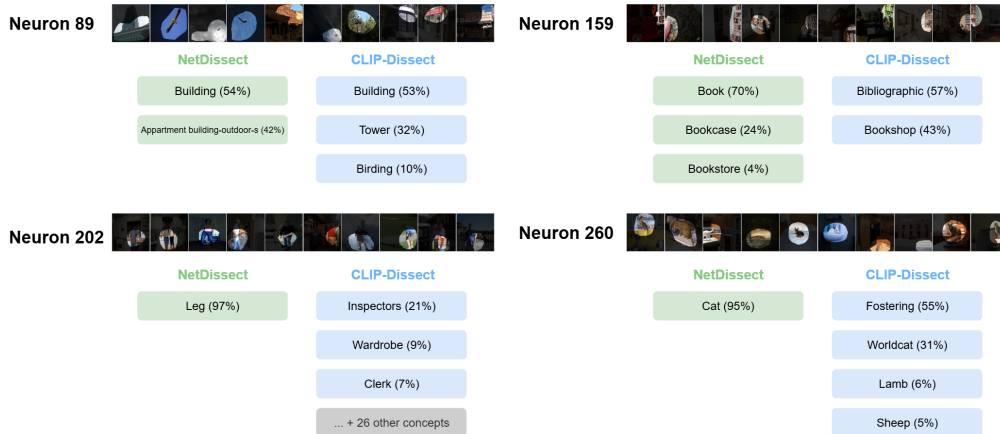 Neuron 89
NetDissect
CLIP-Dissect
Building (54%)
Building (53%)
Appartment building-outdoor-s (42%)
Tower (32%)
Birding (10%)
Neuron 159
NetDissect
CLIP-Dissect
Book (70%)
Bibliographic (57%)
Bookcase (24%)
Bookshop (43%)
Bookstore (4%)
Neuron 202
NetDissect
CLIP-Dissect
Leg (97%)
Inspectors (21%)
Wardrobe (9%)
Clerk (7%)
... + 26 other concepts
Neuron 260
NetDissect
CLIP-Dissect
Cat (95%)
Fostering (55%)
Worldcat (31%)
Lamb (6%)
Sheep (5%)